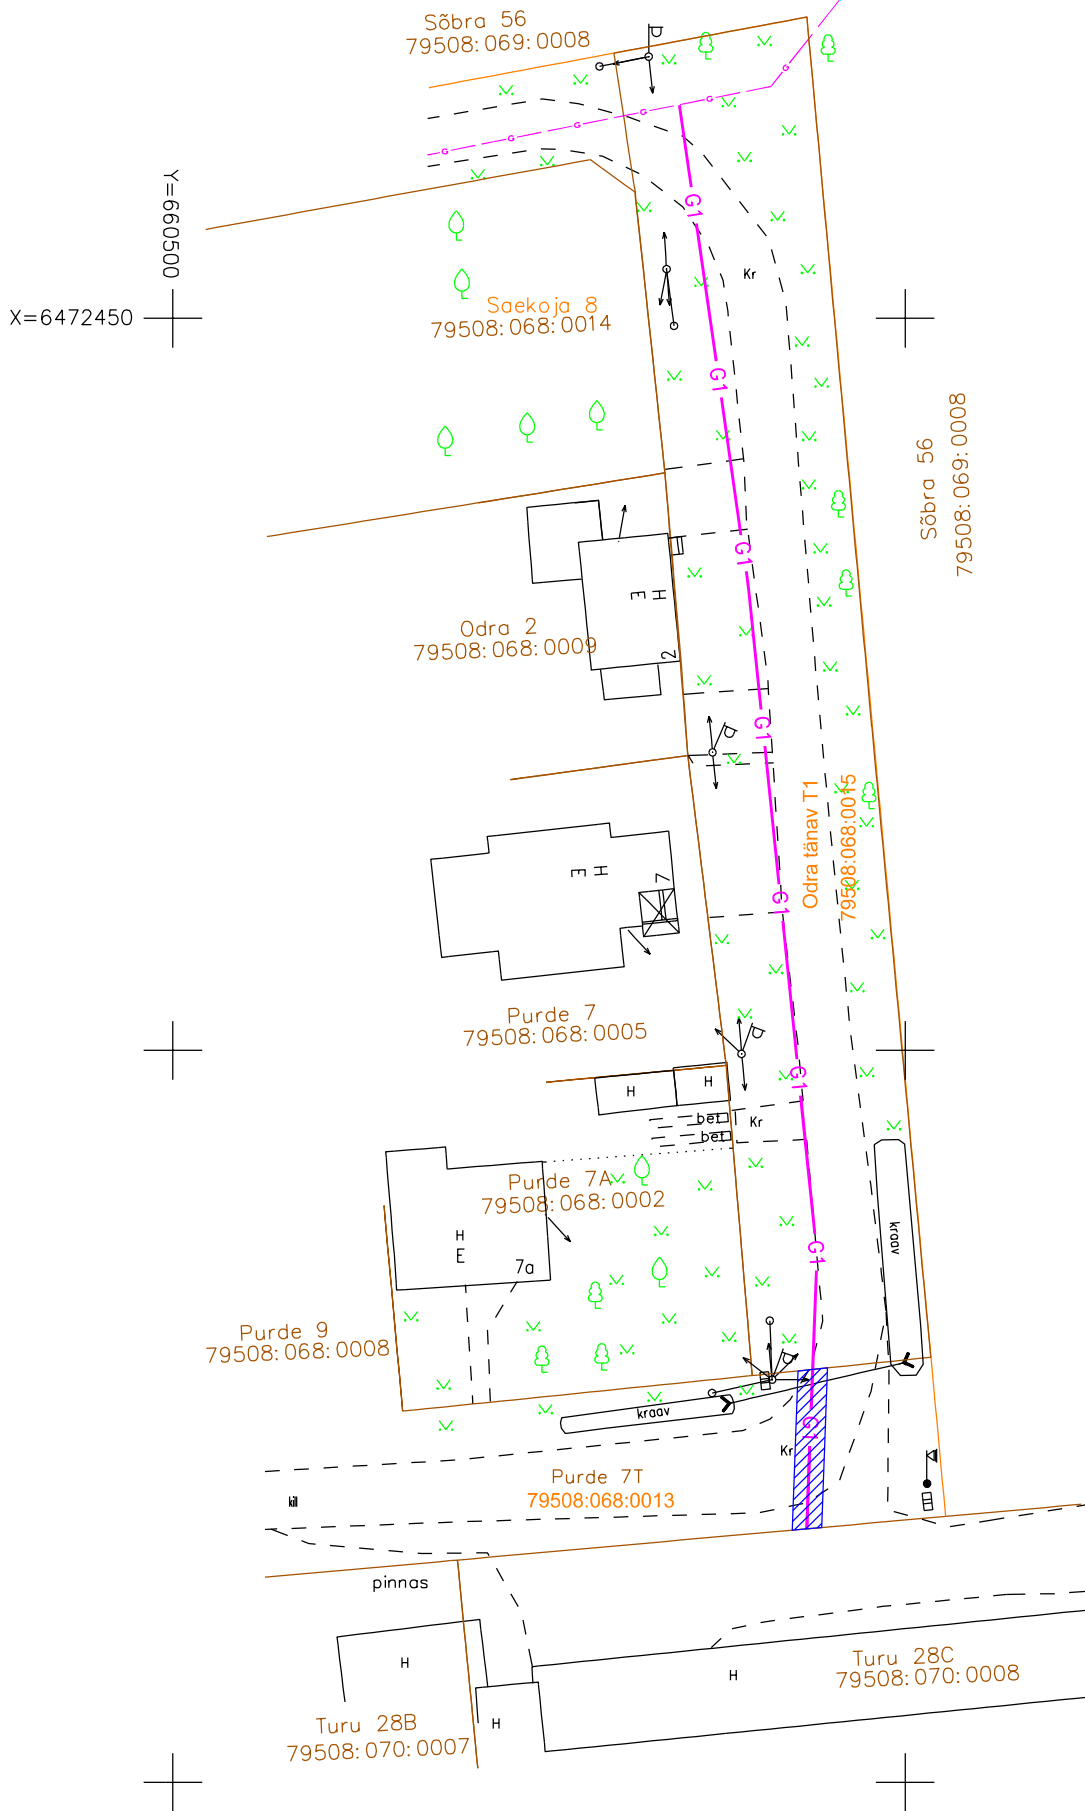 Sõbra 56
79508:069:0008
G
G
G
G
G
G
Y=660500
X=6472450
G1
Kr
Saekoja 8
79508:068:0014
G1
Sõbra 56
79508:069:0008
G1
H
E
2
Odra 2
79508:068:0009
G1
Odra tänav T1
79508:068:0015
H
E
7
G1
Purde 7
79508:068:0005
G1
H
H
bet
bet
Kr
Purde 7A
79508:068:0002
H
E
7a
G1
kraav
Purde 9
79508:068:0008
kraav
G1
Kr
Purde 7T
79508:068:0013
kill
pinnas
H
H
H
Turu 28C
79508:070:0008
Turu 28B
79508:070:0007